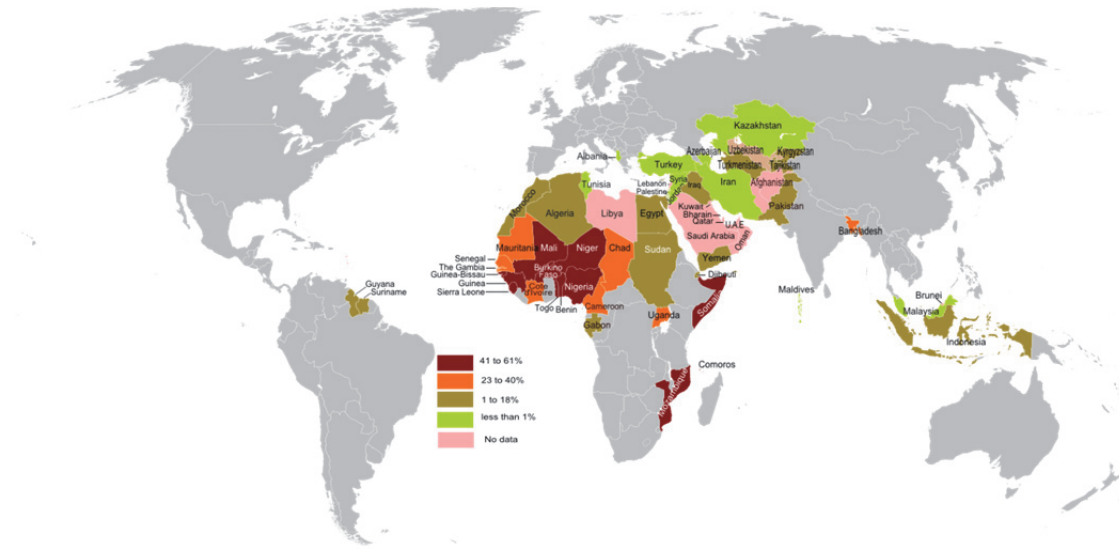 Kazakhstan
Azerbaijan
Uzbekistan
Kyrgyzstan
Albania
Turkey
Turkmenistan
Tajikistan
Tunisia
Lebanon
Syria
Iraq
Iran
Afghanistan
Palestine
Jorden
Morocco
Algeria
Libya
Egypt
Kuwait
Bharain
Qatar
U.A.E
Pakistan
Saudi Arabia
Oman
Bangladesh
Mauritania
Mali
Niger
Chad
Sudan
Yemen
Senegal
The Gambia
Guinea-Bissau
Guinea
Sierra Leone
Burkino
Faso
Cote
D'Ivoire
Nigeria
Djibouti
Togo
Benin
Cameroon
Gabon
Uganda
Somalia
Maldives
Brunei
Malaysia
Indonesia
Guyana
Suriname
Comoros
Mozambique
41 to 61%
23 to 40%
1 to 18%
less than 1%
No data